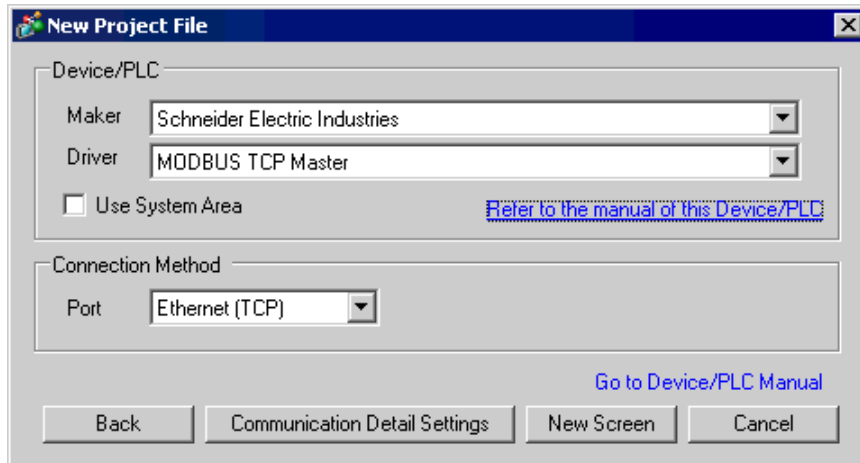 New Project File
Device/PLC
Maker Schneider Electric Industries
Driver MODBUS TCP Master
Use System Area Refer to the manual of this Device/PLC
Connection Method
Port Ethernet (TCP)
Go to Device/PLC Manual
Back Communication Detail Settings New Screen Cancel